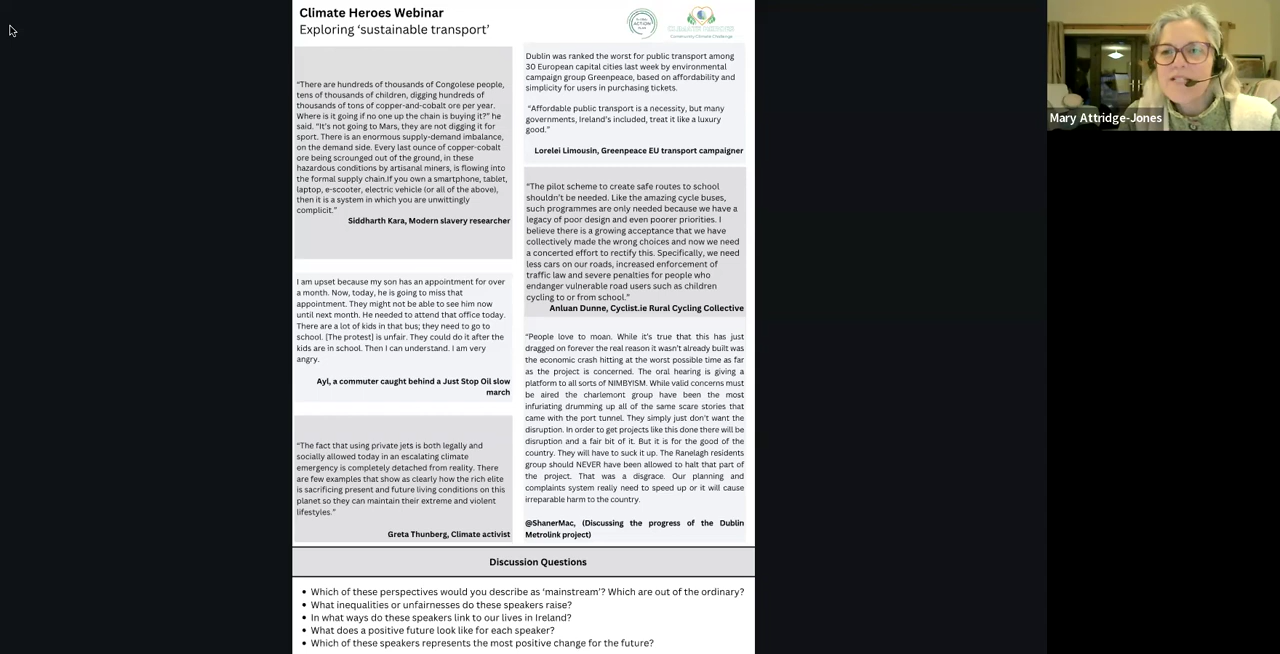 Climate Heroes Webinar
Exploring ‘sustainable transport’
“There are hundreds of thousands of Congolese people,
tens of thousands of children, digging hundreds of
thousands of tons of copper-and-cobalt ore per year.
Where is it going if no one up the chain is buying it?” he
said. “It's not going to Mars, they are not digging it for
sport. There is an enormous supply-demand imbalance,
on the demand side. Every last ounce of copper-cobalt
ore being scrounged out of the ground, in these
hazardous conditions by artisanal miners, is flowing into
the formal supply chain.If you own a smartphone, tablet,
laptop, e-scooter, electric vehicle (or all of the above),
then it is a system in which you are unwittingly
complicit.”
Siddharth Kara, Modern slavery researcher
I am upset because my son has an appointment for over
a month. Now, today, he is going to miss that
appointment. They might not be able to see him now
until next month. He needed to attend that office today.
There are a lot of kids in that bus; they need to go to
school. [The protest] is unfair. They could do it after the
kids are in school. Then I can understand. I am very
angry.
Ayl, a commuter caught behind a Just Stop Oil slow
march
“The fact that using private jets is both legally and
socially allowed today in an escalating climate
emergency is completely detached from reality. There
are few examples that show as clearly how the rich elite
is sacrificing present and future living conditions on this
planet so they can maintain their extreme and violent
lifestyles.”
Greta Thunberg, Climate activist
Dublin was ranked the worst for public transport among
30 European capital cities last week by environmental
campaign group Greenpeace, based on affordability and
simplicity for users in purchasing tickets.
“Affordable public transport is a necessity, but many
governments, Ireland's included, treat it like a luxury
good.”
Lorelei Limousin, Greenpeace EU transport campaigner
“The pilot scheme to create safe routes to school
shouldn't be needed. Like the amazing cycle buses,
such programmes are only needed because we have a
legacy of poor design and even poorer priorities. I
believe there is a growing acceptance that we have
collectively made the wrong choices and now we need
a concerted effort to rectify this. Specifically, we need
less cars on our roads, increased enforcement of
traffic law and severe penalties for people who
endanger vulnerable road users such as children
cycling to or from school.”
Anluan Dunne, Cyclist.ie Rural Cycling Collective
“People love to moan. While it's true that this has just
dragged on forever the real reason it wasn't already built was
the economic crash hitting at the worst possible time as far
as the project is concerned. The oral hearing is giving a
platform to all sorts of NIMBYISM. While valid concerns must
be aired the charlemont group have been the most
infuriating drumming up all of the same scare stories that
came with the port tunnel. They simply just don't want the
disruption. In order to get projects like this done there will be
disruption and a fair bit of it. But it is for the good of the
country. They will have to suck it up. The Ranelagh residents
group should NEVER have been allowed to halt that part of
the project. That was a disgrace. Our planning and
complaints system really need to speed up or it will cause
irreparable harm to the country.
@ShanerMac, (Discussing the progress of the Dublin
Metrolink project)
Discussion Questions
• Which of these perspectives would you describe as ‘mainstream’? Which are out of the ordinary?
• What inequalities or unfairnesses do these speakers raise?
• In what ways do these speakers link to our lives in Ireland?
• What does a positive future look like for each speaker?
• Which of these speakers represents the most positive change for the future?
Mary Attridge-Jones